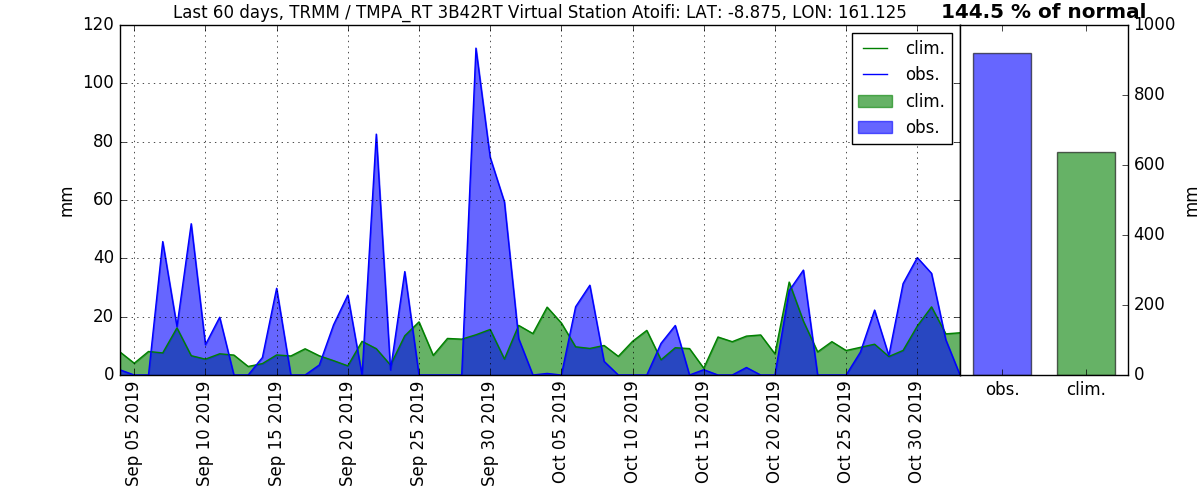 Last 60 days, TRMM / TMPA_RT 3B42RT Virtual Station Atoifi: LAT: -8.875, LON: 161.125
144.5 % of normal
120
100
80
60
40
20
0
mm
clim.
obs.
clim.
obs.
1000
800
600
400
200
0
mm
Sep 05 2019
Sep 10 2019
Sep 15 2019
Sep 20 2019
Sep 25 2019
Sep 30 2019
Oct 05 2019
Oct 10 2019
Oct 15 2019
Oct 20 2019
Oct 25 2019
Oct 30 2019
obs.
clim.